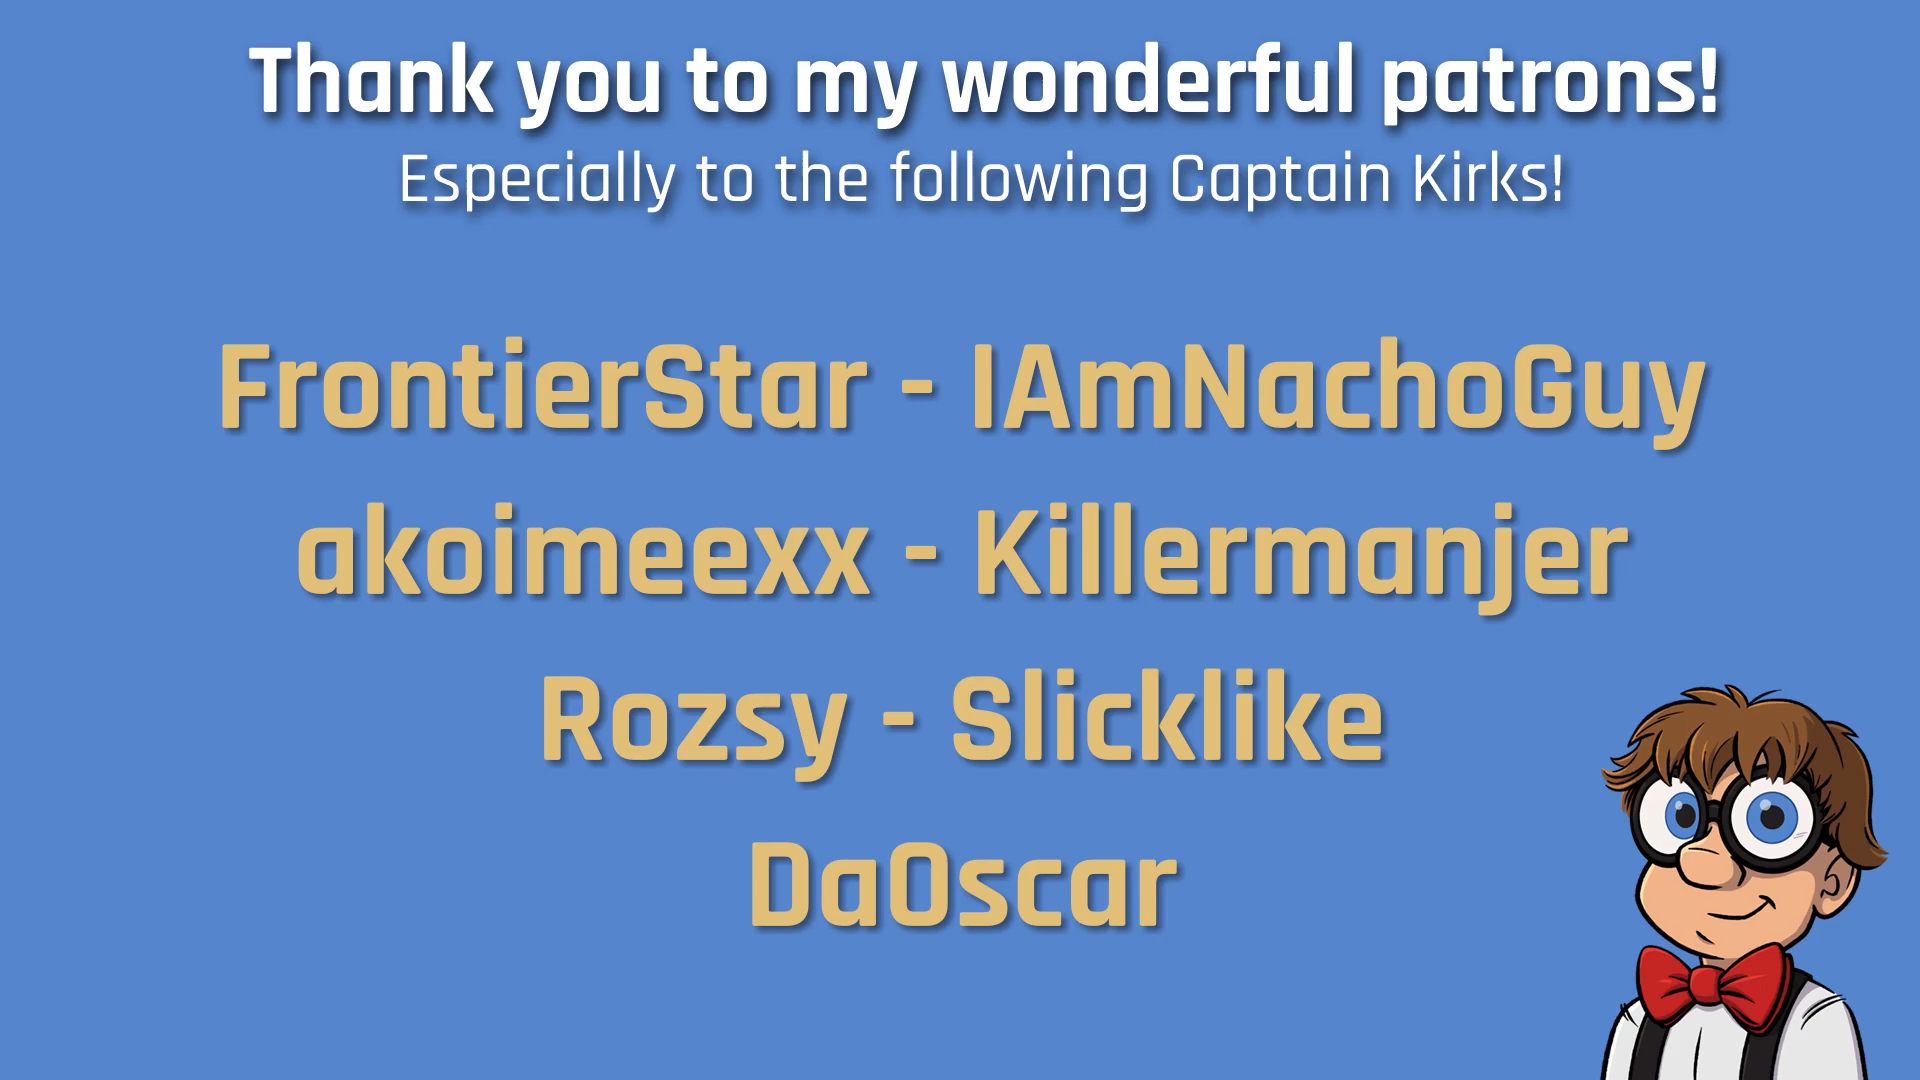 Thank you to my wonderful patrons!
Especially to the following Captain Kirks!
FrontierStar - IAmNachoGuy
akoimeexx - Killermanjer
Rozsy - Slicklike
DaOscar